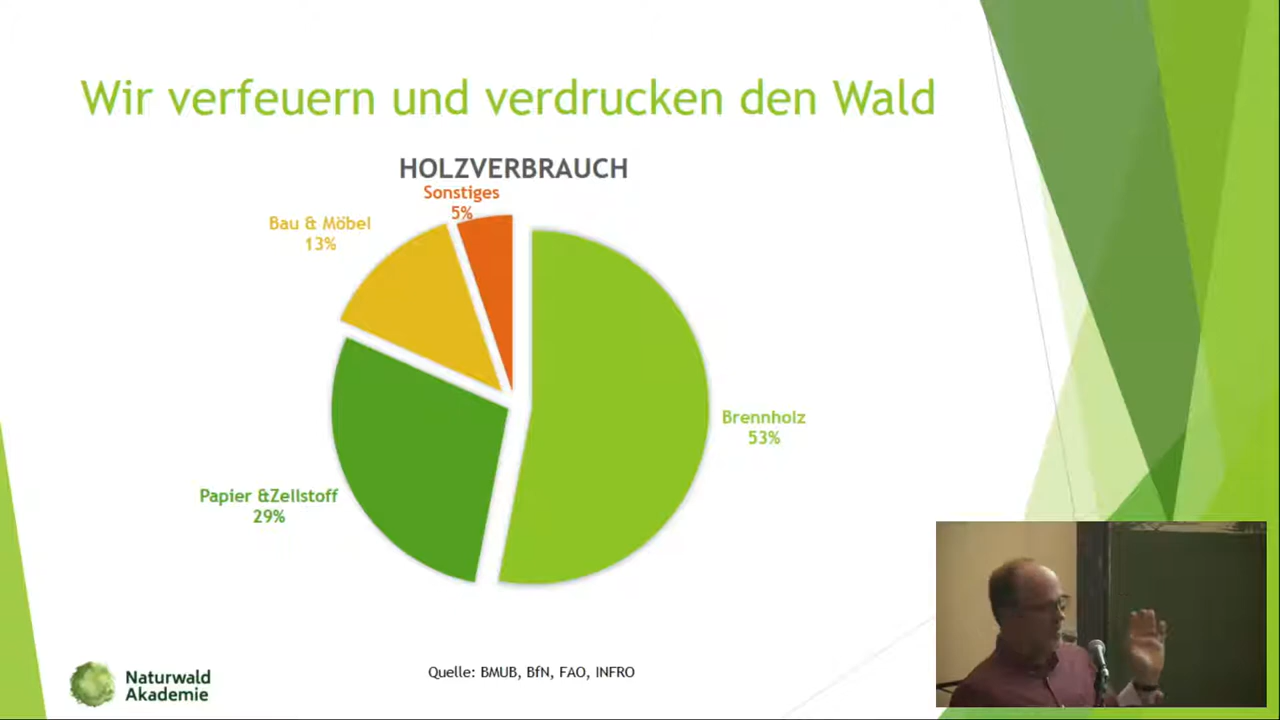 Wir verfeuern und verdrucken den Wald
HOLZVERBRAUCH
Sonstiges
5%
Bau & Möbel
13%
Brennholz
53%
Papier &Zellstoff
29%
Quelle: BMUB, BfN, FAO, INFRO
Naturwald
Akademie